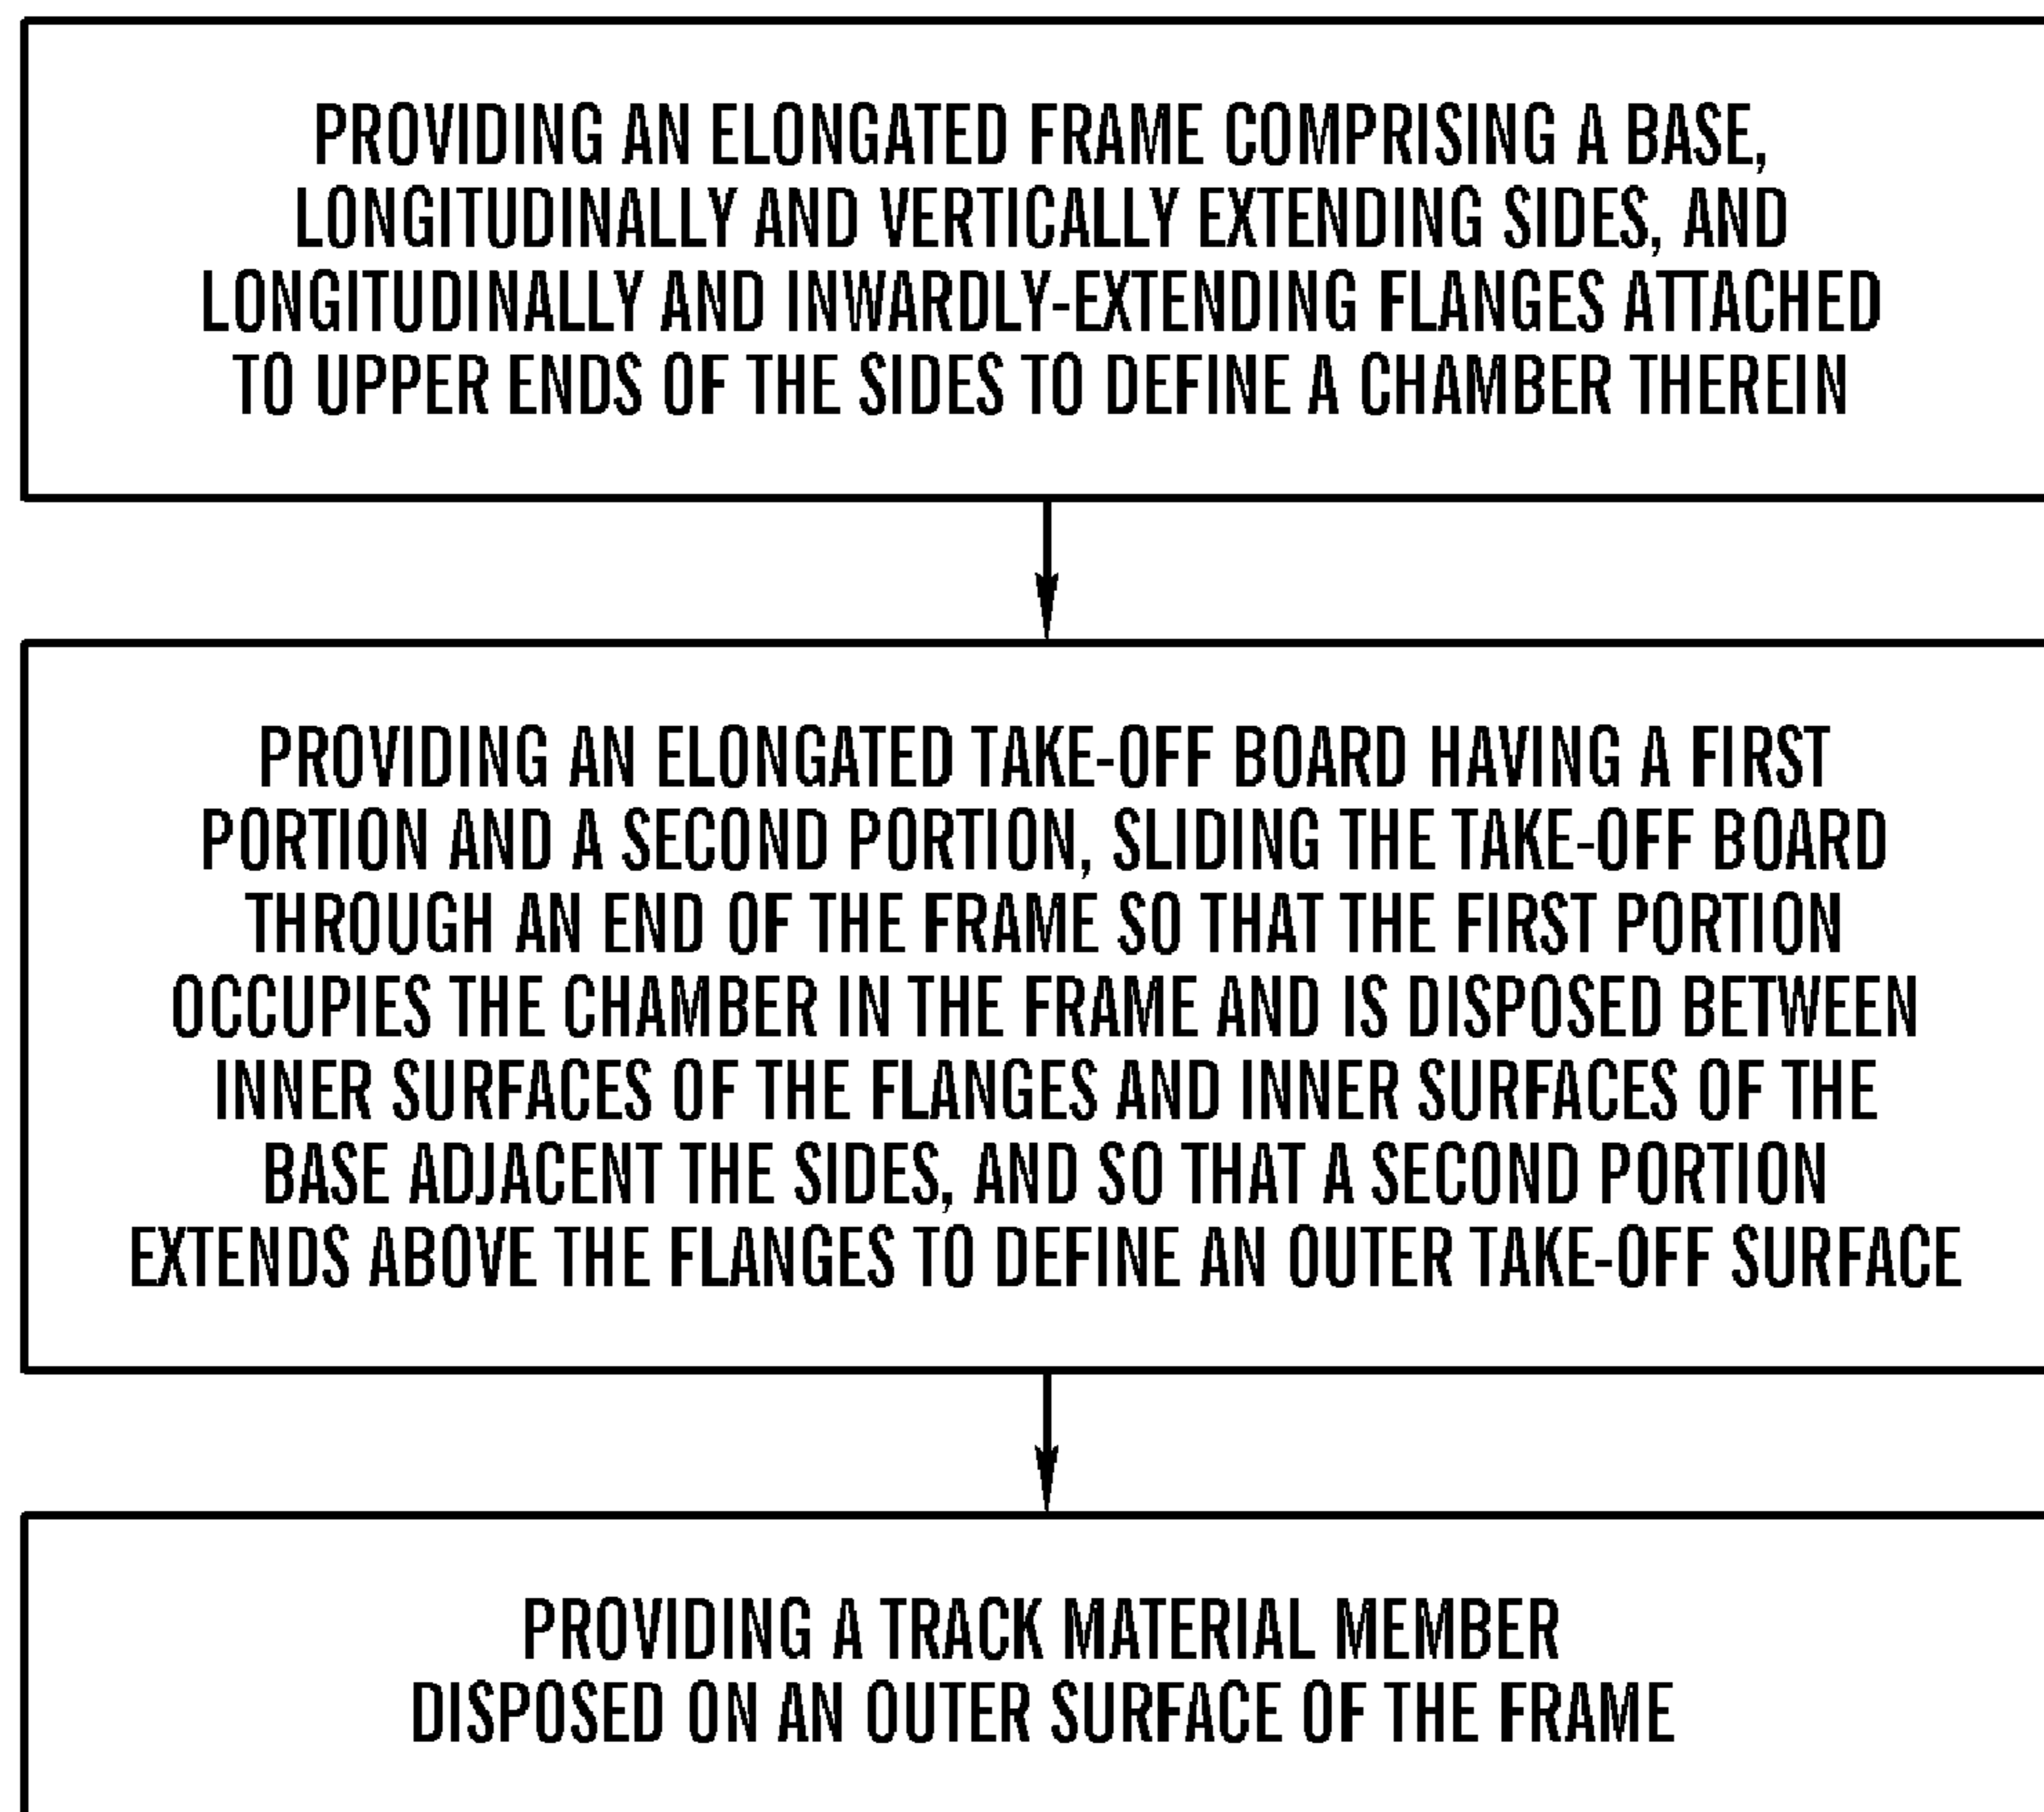 PROVIDING AN ELONGATED FRAME COMPRISING A BASE,
LONGITUDINALLY AND VERTICALLY EXTENDING SIDES, AND
LONGITUDINALLY AND INWARDLY-EXTENDING FLANGES ATTACHED
TO UPPER ENDS OF THE SIDES TO DEFINE A CHAMBER THEREIN
PROVIDING AN ELONGATED TAKE-OFF BOARD HAVING A FIRST
PORTION AND A SECOND PORTION, SLIDING THE TAKE-OFF BOARD
THROUGH AN END OF THE FRAME SO THAT THE FIRST PORTION
OCCUPIES THE CHAMBER IN THE FRAME AND IS DISPOSED BETWEEN
INNER SURFACES OF THE FLANGES AND INNER SURFACES OF THE
BASE ADJACENT THE SIDES, AND SO THAT A SECOND PORTION
EXTENDS ABOVE THE FLANGES TO DEFINE AN OUTER TAKE-OFF SURFACE
PROVIDING A TRACK MATERIAL MEMBER
DISPOSED ON AN OUTER SURFACE OF THE FRAME